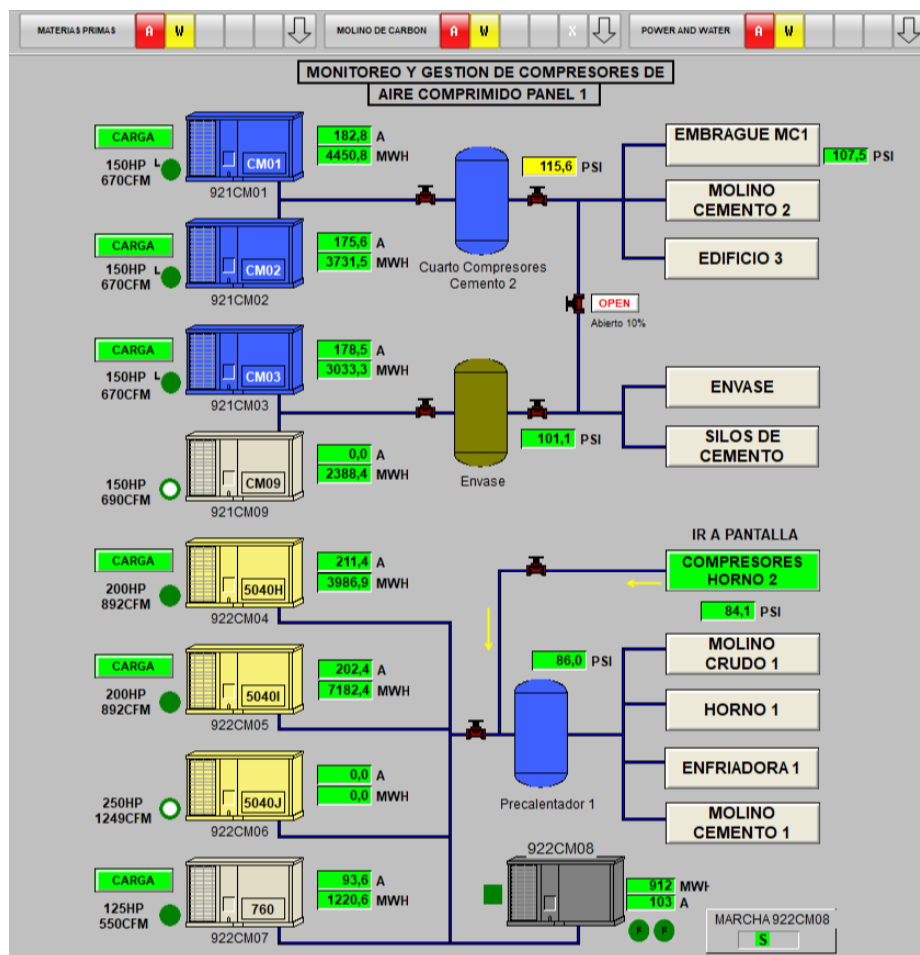 MATERIAS PRIMAS A W MOLINO DE CARBON A W X POWER AND WATER A W
MONITOREO Y GESTION DE COMPRESORES DE
AIRE COMPRIMIDO PANEL 1
CARGA
150HP L
670CFM
CM01
921CM01
182,8 A
4450,8 MWH
115,6 PSI
EMBRAGUE MC1
107,5 PSI
MOLINO
CEMENTO 2
EDIFICIO 3
CARGA
150HP L
670CFM
CM02
921CM02
175,6 A
3731,5 MWH
Cuarto Compresores
Cemento 2
OPEN
Abierto 10%
CARGA
150HP L
670CFM
CM03
921CM03
178,5 A
3033,3 MWH
ENVASE
101,1 PSI
SILOS DE
CEMENTO
150HP
690CFM
CM09
921CM09
0,0 A
2388,4 MWH
Envase
IR A PANTALLA
COMPRESORES
HORNO 2
84,1 PSI
CARGA
200HP
892CFM
5040H
922CM04
211,4 A
3986,9 MWH
86,0 PSI
MOLINO
CRUDO 1
CARGA
200HP
892CFM
5040I
922CM05
202,4 A
7182,4 MWH
HORNO 1
ENFRIADORA 1
250HP
1249CFM
5040J
922CM06
0,0 A
0,0 MWH
Precalentador 1
MOLINO
CEMENTO 1
CARGA
125HP
550CFM
760
922CM07
93,6 A
1220,6 MWH
922CM08
912 MWH
103 A
F F
MARCHA 922CM08
S